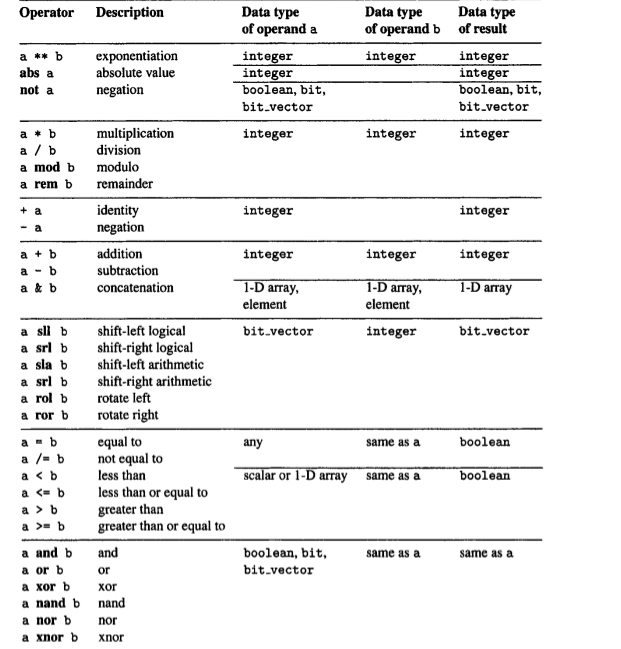 Operator Description Data type Data type Data type
of operand a of operand b of result
a ** b exponentiation integer integer integer
abs a absolute value integer integer
not a negation boolean, bit, boolean, bit,
bit_vector bit_vector
a * b multiplication integer integer integer
a / b division
a mod b modulo
a rem b remainder
+ a identity integer integer
- a negation
a + b addition integer integer integer
a - b subtraction
a & b concatenation 1-D array, 1-D array, 1-D array
element element
a sll b shift-left logical bit_vector integer bit_vector
a srl b shift-right logical
a sla b shift-left arithmetic
a srl b shift-right arithmetic
a rol b rotate left
a ror b rotate right
a = b equal to any same as a boolean
a /= b not equal to
a < b less than scalar or 1-D array same as a boolean
a <= b less than or equal to
a > b greater than
a >= b greater than or equal to
a and b and boolean, bit, same as a same as a
a or b or bit_vector
a xor b xor
a nand b nand
a nor b nor
a xnor b xnor